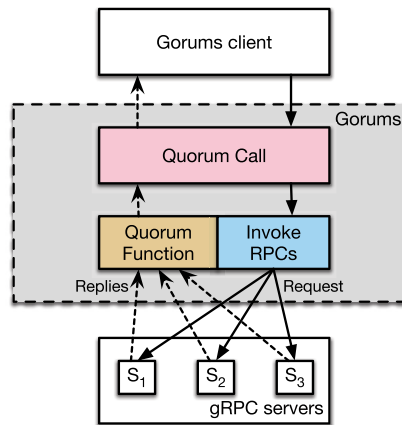 Gorums client
Gorums
Quorum Call
Quorum
Function
Invoke
RPCs
Replies
Request
S1
S2
S3
gRPC servers